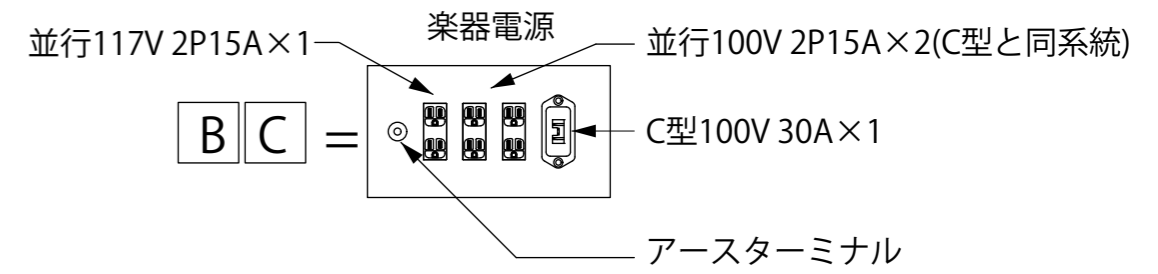 楽器電源
並行117V 2P15A×1
並行100V 2P15A×2(C型と同系統)
B C =
C型100V 30A×1
アースターミナル